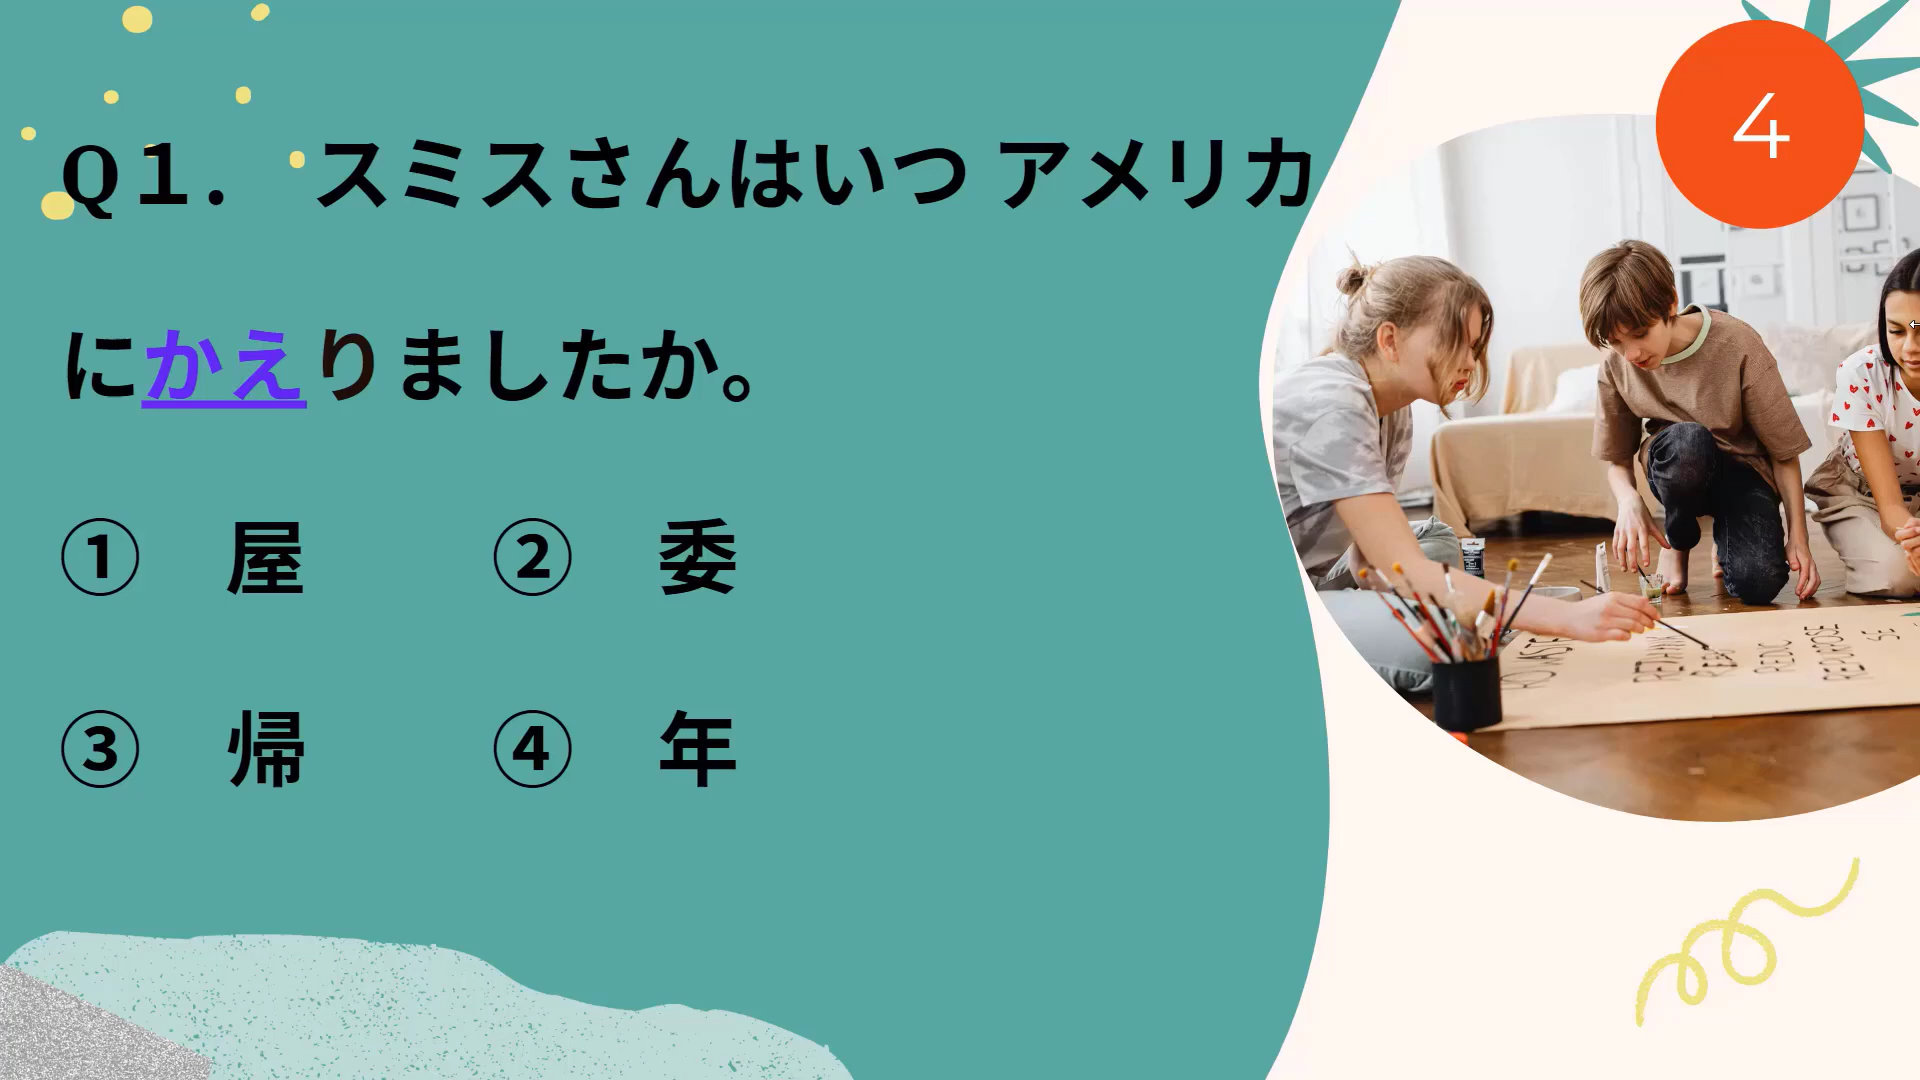 4
Q１. スミスさんはいつ アメリカ
にかえりましたか。
① 屋 ② 委
③ 帰 ④ 年